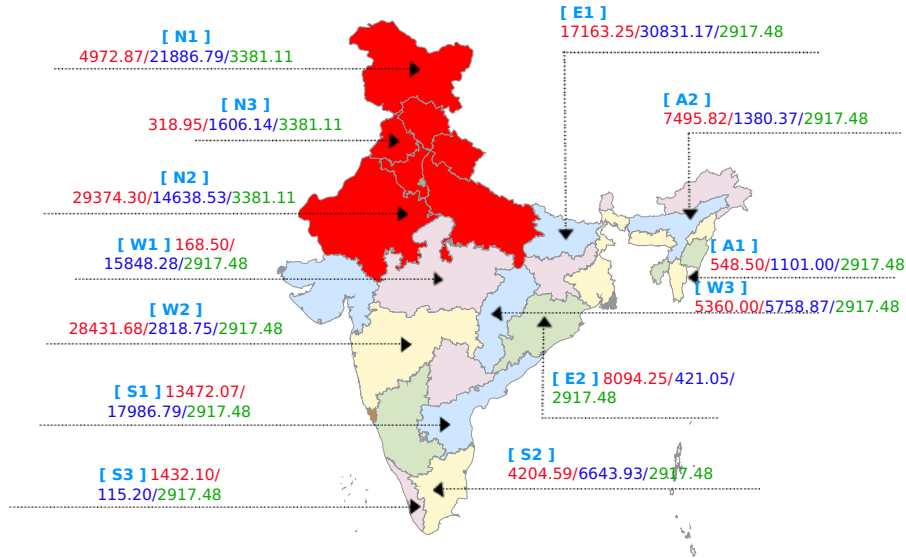 [ E1 ]
17163.25/30831.17/2917.48
[ N1 ]
4972.87/21886.79/3381.11
[ N3 ]
318.95/1606.14/3381.11
[ A2 ]
7495.82/1380.37/2917.48
[ N2 ]
29374.30/14638.53/3381.11
[ W1 ] 168.50/
15848.28/2917.48
[ A1 ]
548.50/1101.00/2917.48
[ W3 ]
5360.00/5758.87/2917.48
[ W2 ]
28431.68/2818.75/2917.48
[ E2 ] 8094.25/421.05/
2917.48
[ S1 ] 13472.07/
17986.79/2917.48
[ S2 ]
4204.59/6643.93/2917.48
[ S3 ] 1432.10/
115.20/2917.48